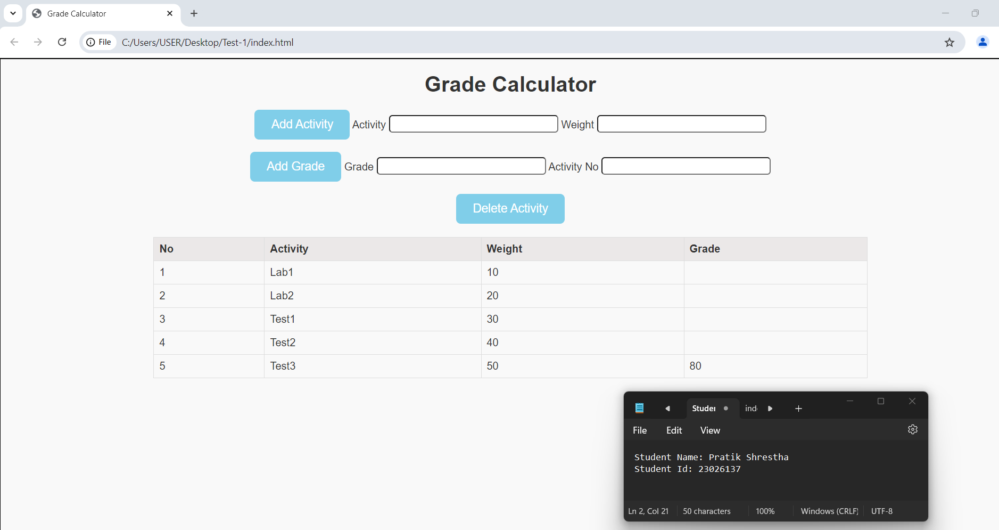 Grade Calculator
File C:/Users/USER/Desktop/Test-1/index.html
Grade Calculator
Add Activity Activity Weight
Add Grade Grade Activity No
Delete Activity
No Activity Weight Grade
1 Lab1 10
2 Lab2 20
3 Test1 30
4 Test2 40
5 Test3 50 80
Studer ind
File Edit View
Student Name: Pratik Shrestha
Student Id: 23026137
Ln 2, Col 21 50 characters 100% Windows (CRLF) UTF-8